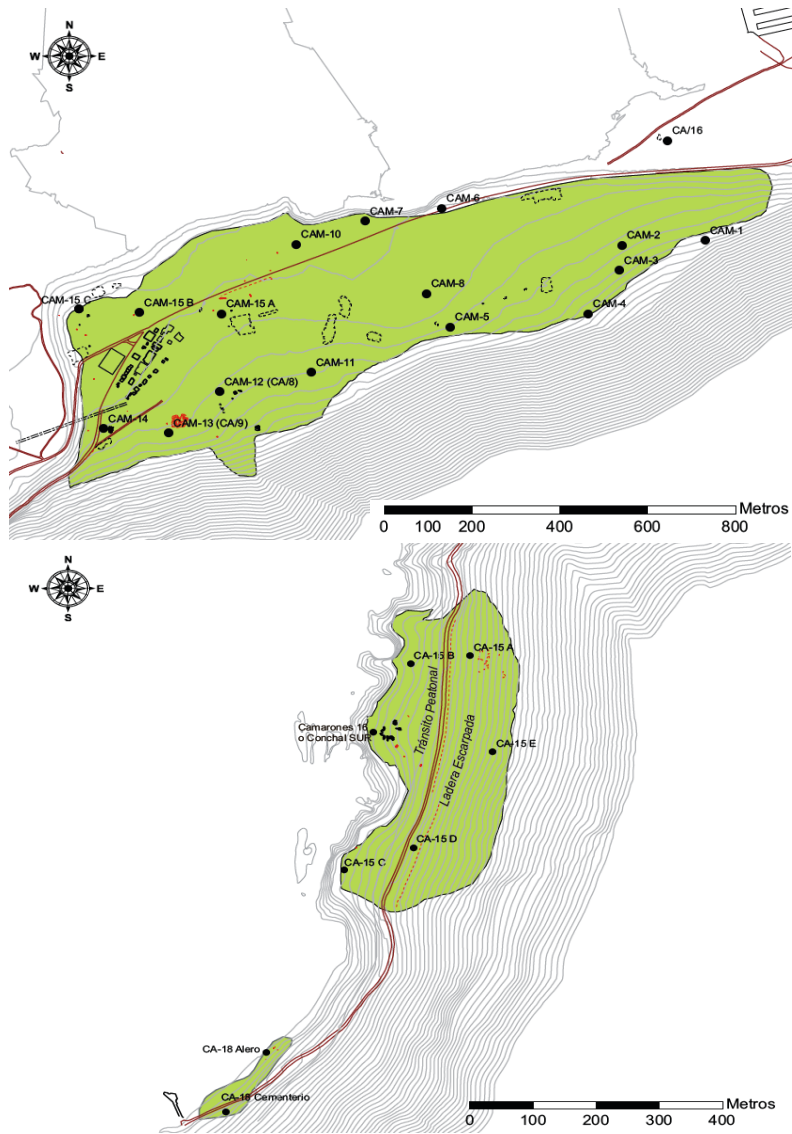 N
W E
S
CA/16
CAM-6
CAM-7
CAM-1
CAM-2
CAM-10
CAM-3
CAM-8
CAM-15 C
CAM-15 B
CAM-15 A
CAM-4
CAM-5
CAM-11
CAM-12 (CA/8)
CAM-14
CAM-13 (CA/9)
Metros
0 200 400 600 800
N
W E
S
CA-15 B
CA-15 A
Tránsito Peatonal
Camarones 16
o Conchal SUR
Ladera Escarpada
CA-15 E
CA-15 D
CA-15 C
CA-18 Alero
CA-18 Cementerio
Metros
0 100 200 300 400